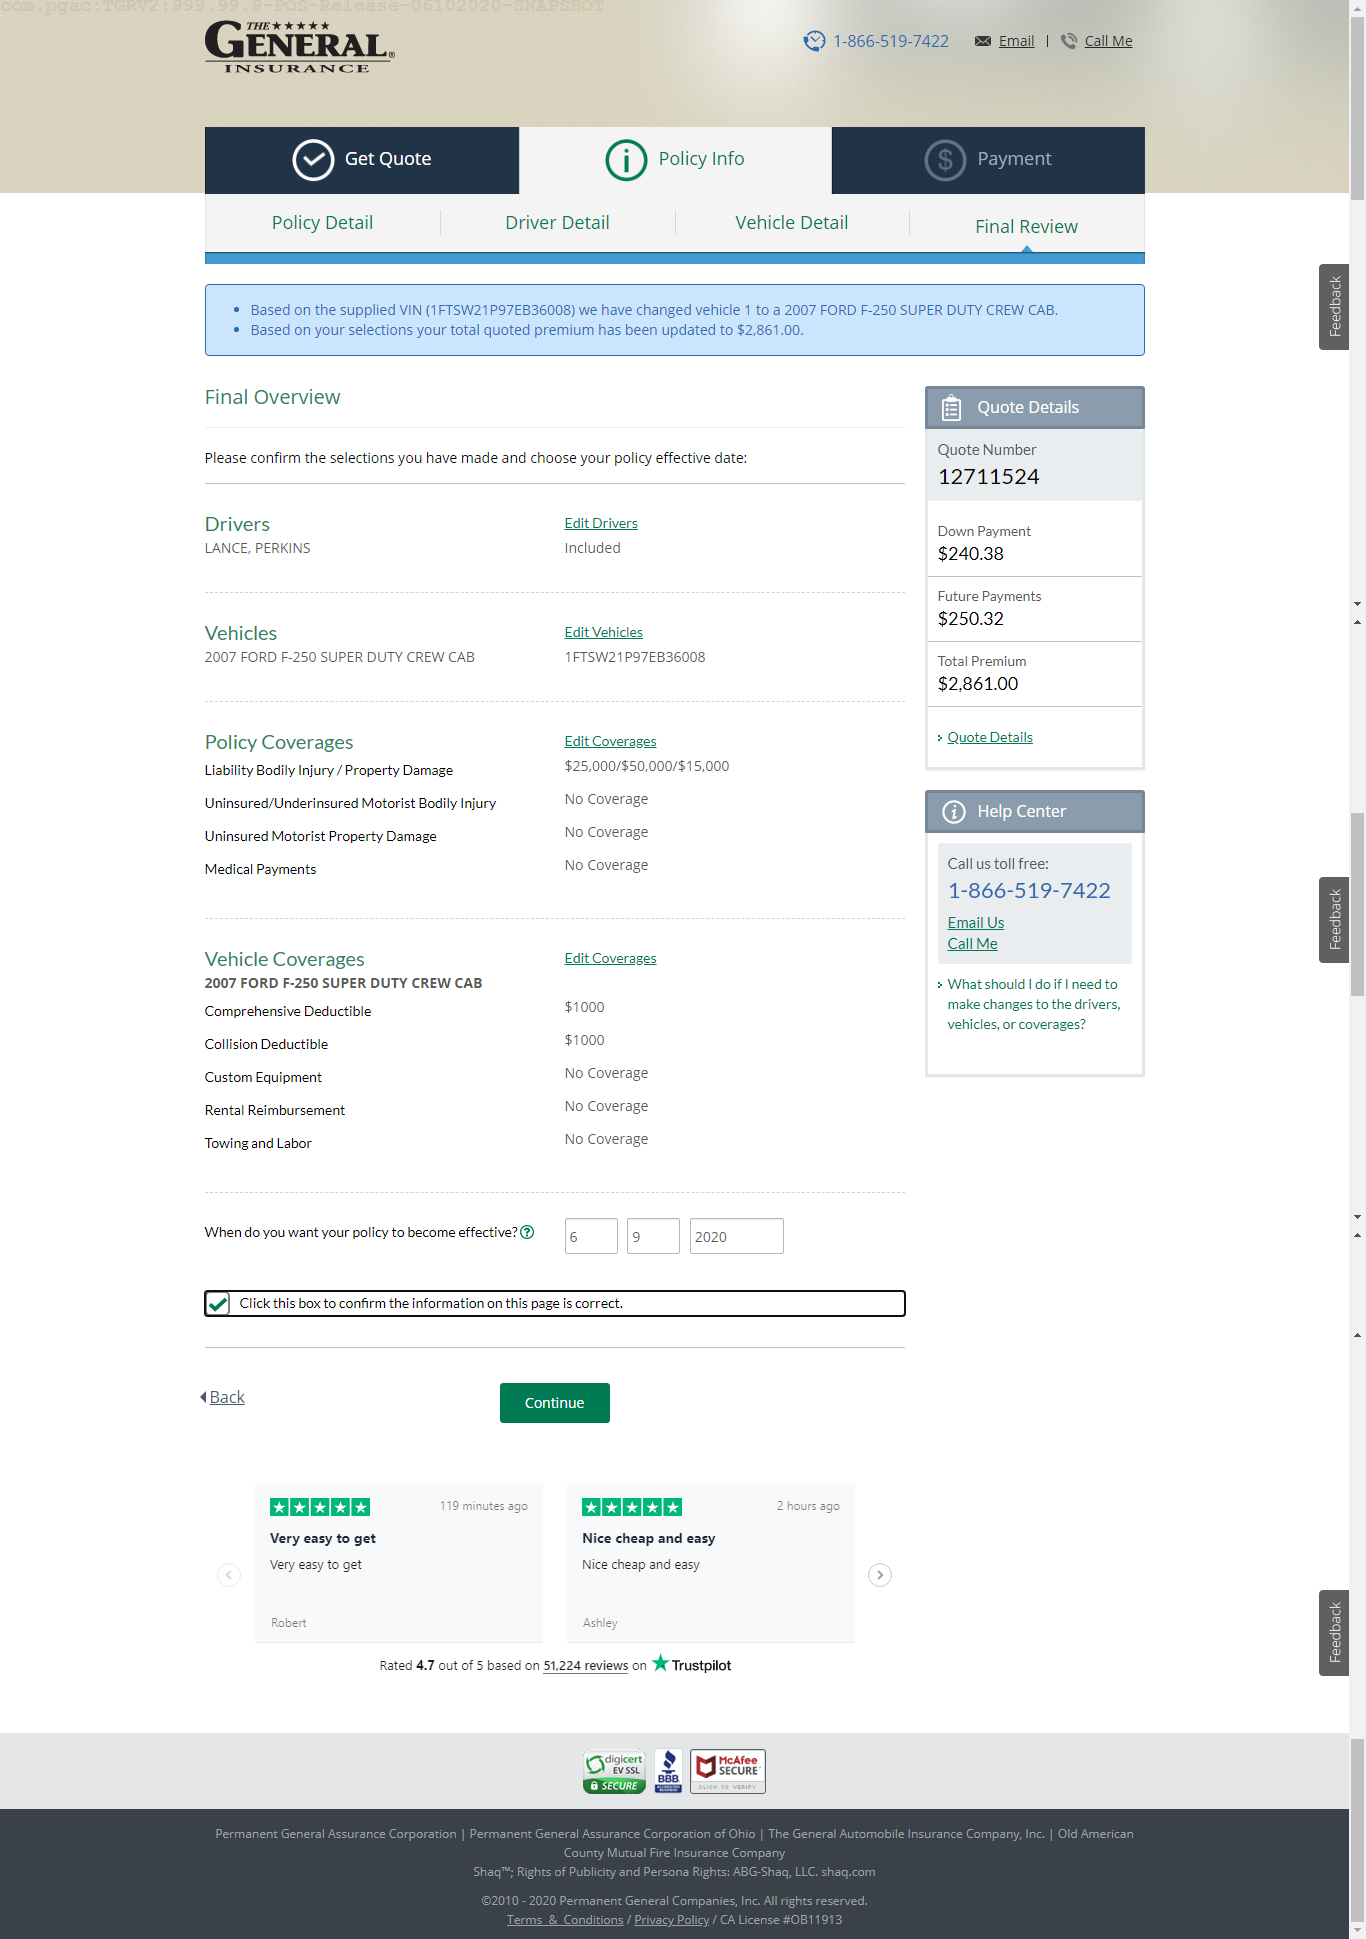 com.pgac:TGRV2:999.99.9-POS-Release-06102020-SNAPSHOT
THE
GENERAL®
INSURANCE
1-866-519-7422 Email | Call Me
Get Quote Policy Info Payment
Policy Detail Driver Detail Vehicle Detail Final Review
• Based on the supplied VIN (1FTSW21P97EB36008) we have changed vehicle 1 to a 2007 FORD F-250 SUPER DUTY CREW CAB.
• Based on your selections your total quoted premium has been updated to $2,861.00.
Feedback
Final Overview
Please confirm the selections you have made and choose your policy effective date:
Drivers Edit Drivers
LANCE, PERKINS Included
Vehicles Edit Vehicles
2007 FORD F-250 SUPER DUTY CREW CAB 1FTSW21P97EB36008
Policy Coverages Edit Coverages
Liability Bodily Injury / Property Damage $25,000/$50,000/$15,000
Uninsured/Underinsured Motorist Bodily Injury No Coverage
Uninsured Motorist Property Damage No Coverage
Medical Payments No Coverage
Vehicle Coverages Edit Coverages
2007 FORD F-250 SUPER DUTY CREW CAB
Comprehensive Deductible $1000
Collision Deductible $1000
Custom Equipment No Coverage
Rental Reimbursement No Coverage
Towing and Labor No Coverage
When do you want your policy to become effective? 6 9 2020
Click this box to confirm the information on this page is correct.
Back Continue
Quote Details
Quote Number
12711524
Down Payment
$240.38
Future Payments
$250.32
Total Premium
$2,861.00
Quote Details
Help Center
Call us toll free:
1-866-519-7422
Email Us
Call Me
What should I do if I need to
make changes to the drivers,
vehicles, or coverages?
Feedback
119 minutes ago
Very easy to get
Very easy to get
Robert
2 hours ago
Nice cheap and easy
Nice cheap and easy
Ashley
Rated 4.7 out of 5 based on 51,224 reviews on Trustpilot
Feedback
digicert
EV SSL
SECURE
BBB
ACCREDITED
BUSINESS
McAfee
SECURE
CLICK TO VERIFY
Permanent General Assurance Corporation | Permanent General Assurance Corporation of Ohio | The General Automobile Insurance Company, Inc. | Old American
County Mutual Fire Insurance Company
Shaq™; Rights of Publicity and Persona Rights: ABG-Shaq, LLC. shaq.com
©2010 - 2020 Permanent General Companies, Inc. All rights reserved.
Terms & Conditions / Privacy Policy / CA License #OB11913